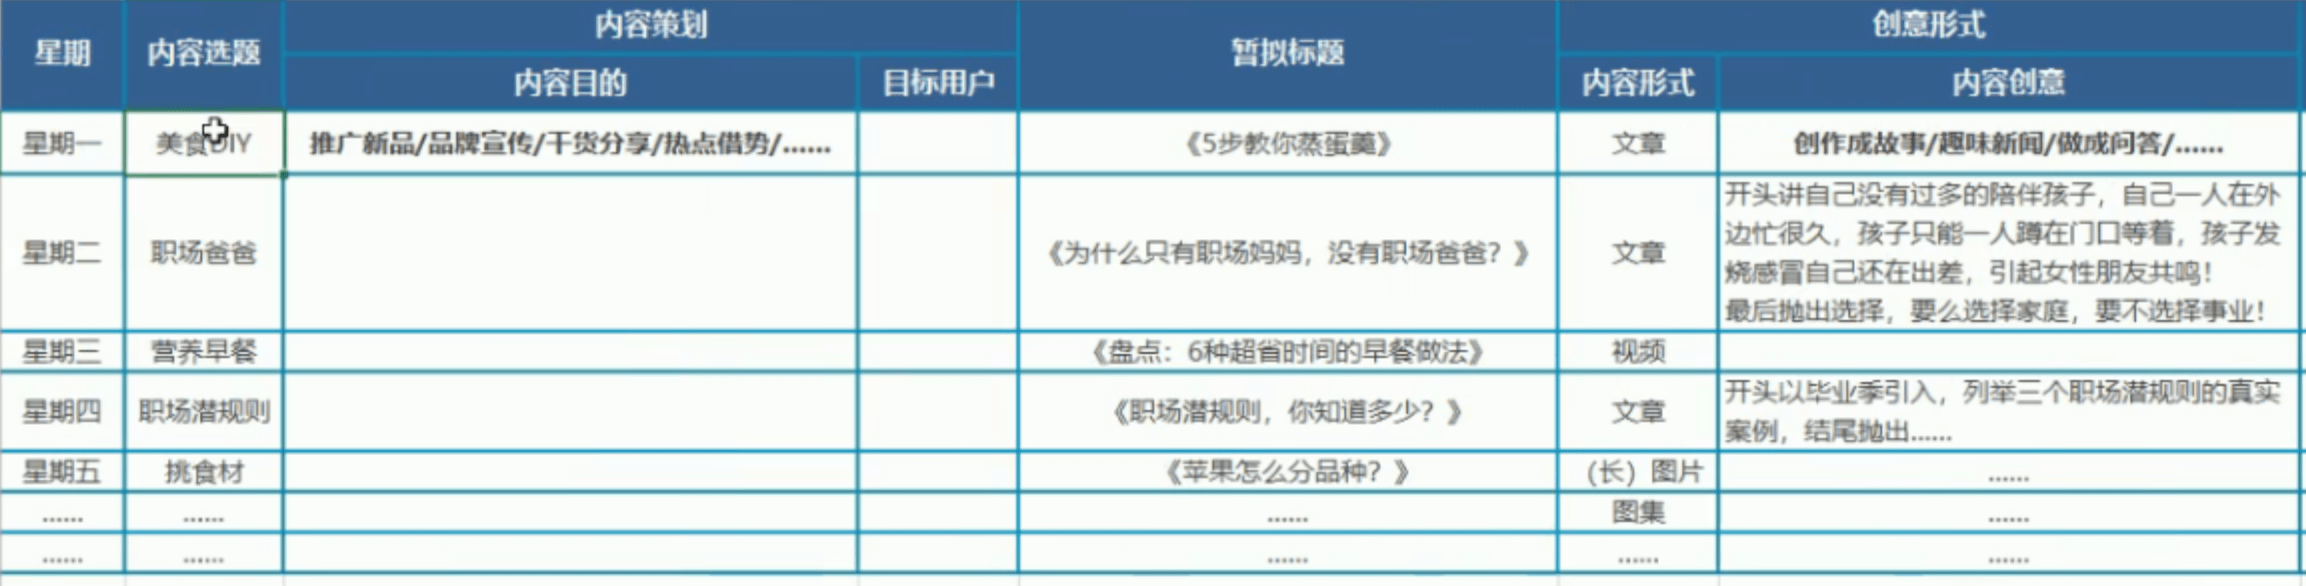 星期
内容选题
内容策划
暂拟标题
创意形式
内容目的
目标用户
内容形式
内容创意
星期一
美食DIY
推广新品/品牌宣传/干货分享/热点借势/......
《5步教你蒸蛋羹》
文章
创作成故事/趣味新闻/做成问答/......
星期二
职场爸爸
《为什么只有职场妈妈，没有职场爸爸？》
文章
开头讲自己没有过多的陪伴孩子，自己一人在外
边忙很久，孩子只能一人蹲在门口等着，孩子发
烧感冒自己还在出差，引起女性朋友共鸣！
最后抛出选择，要么选择家庭，要不选择事业！
星期三
营养早餐
《盘点：6种超省时间的早餐做法》
视频
星期四
职场潜规则
《职场潜规则，你知道多少？》
文章
开头以毕业季引入，列举三个职场潜规则的真实
案例，结尾抛出......
星期五
挑食材
《苹果怎么分品种？》
（长）图片
......
......
......
......
图集
......
......
......
......
......
......